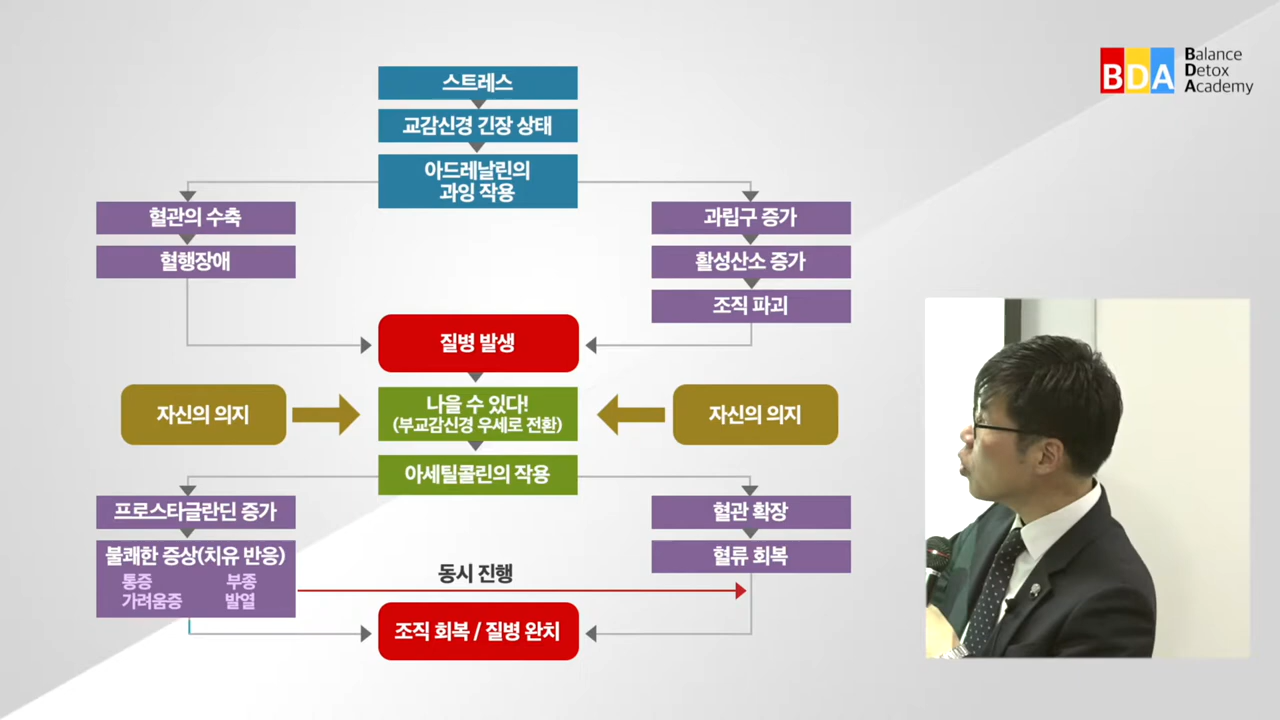 BDA
Balance
Detox
Academy
스트레스
교감신경 긴장 상태
아드레날린의
과잉 작용
혈관의 수축
혈행장애
과립구 증가
활성산소 증가
조직 파괴
질병 발생
자신의 의지
나을 수 있다!
(부교감신경 우세로 전환)
자신의 의지
아세틸콜린의 작용
프로스타글란딘 증가
불쾌한 증상(치유 반응)
통증 부종
가려움증 발열
혈관 확장
혈류 회복
동시 진행
조직 회복 / 질병 완치